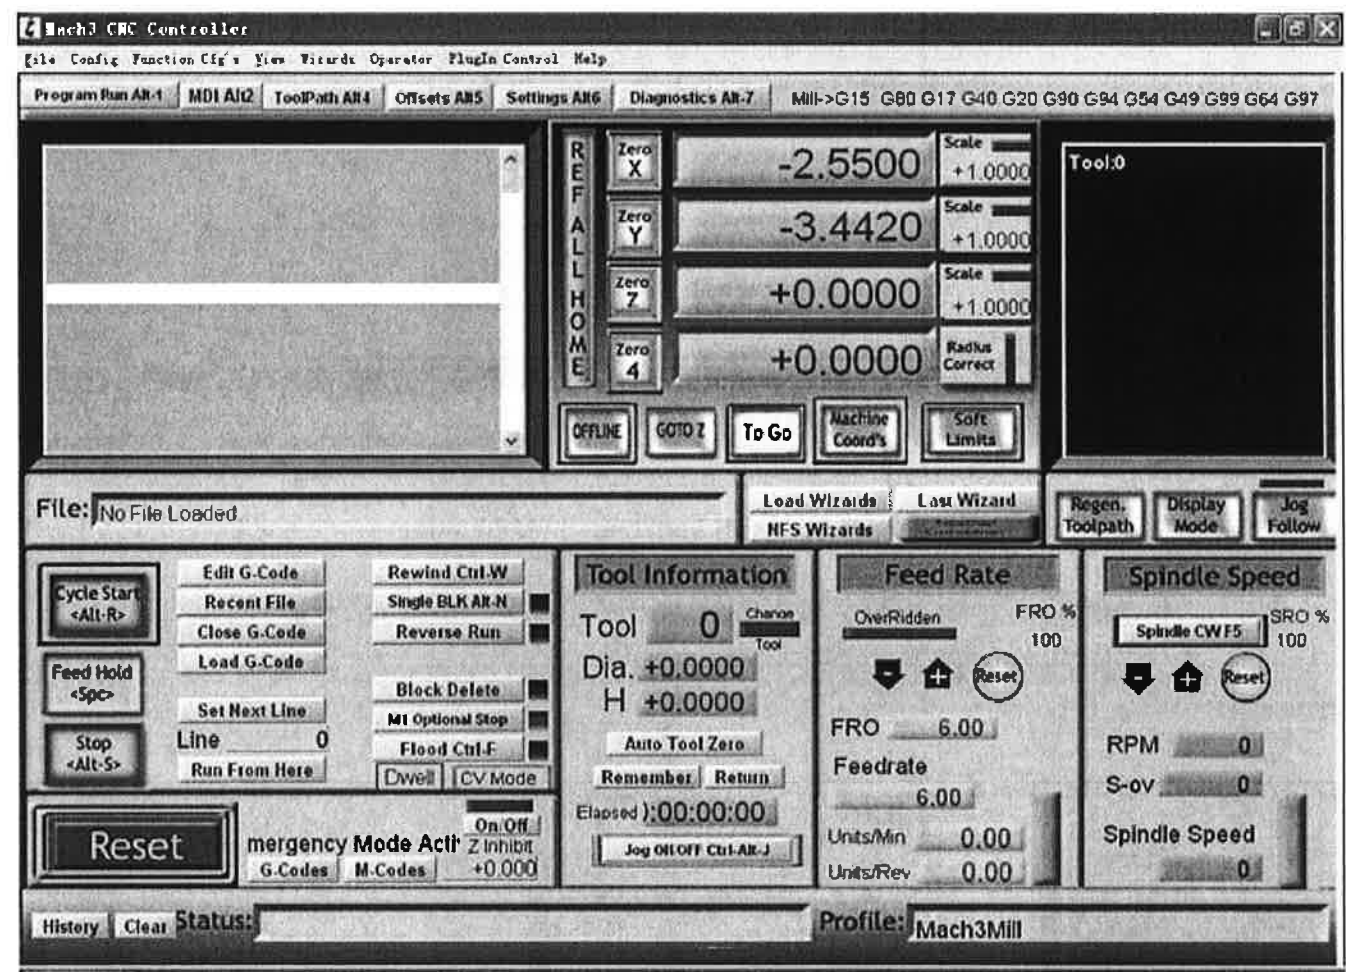 Mach3 CNC Controller
File Config Function Cfg's View Wizards Operator PlugIn Control Help
Program Run Alt-1 MDI Alt2 ToolPath Alt4 Offsets Alt5 Settings Alt6 Diagnostics Alt-7 Mill->G15 G80 G17 G40 G20 G90 G94 G54 G49 G99 G64 G97
REF ALL HOME
Zero X -2.5500 Scale +1.0000
Zero Y -3.4420 Scale +1.0000
Zero Z +0.0000 Scale +1.0000
Zero 4 +0.0000 Radius Correct
Tool:0
OFFLINE GOTO Z To Go Machine Coord's Soft Limits
File: No File Loaded.
Load Wizards Last Wizard
NFS Wizards
Regen. Toolpath Display Mode Jog Follow
Cycle Start <Alt-R>
Feed Hold <Spc>
Stop <Alt-S>
Edit G-Code
Recent File
Close G-Code
Load G-Code
Set Next Line
Line 0
Run From Here
Rewind Ctrl-W
Single BLK Alt-N
Reverse Run
Block Delete
M1 Optional Stop
Flood Ctrl-F
Dwell CV Mode
Reset
mergency Mode Acti
G-Codes M-Codes
On/Off
Z Inhibit
+0.000
Tool Information
Tool 0 Change Tool
Dia. +0.0000
H +0.0000
Auto Tool Zero
Remember Return
Elapsed ):00:00:00
Jog ON/OFF Ctrl-Alt-J
Feed Rate
OverRidden FRO %
100
Reset
FRO 6.00
Feedrate
6.00
Units/Min 0.00
Units/Rev 0.00
Spindle Speed
Spindle CW F5 SRO %
100
Reset
RPM 0
S-ov 0
Spindle Speed
0
History Clear Status:
Profile: Mach3Mill